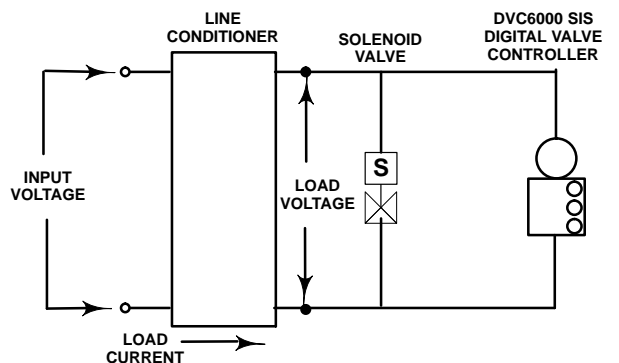 LINE
CONDITIONER
SOLENOID
VALVE
DVC6000 SIS
DIGITAL VALVE
CONTROLLER
INPUT
VOLTAGE
S
LOAD
VOLTAGE
LOAD
CURRENT